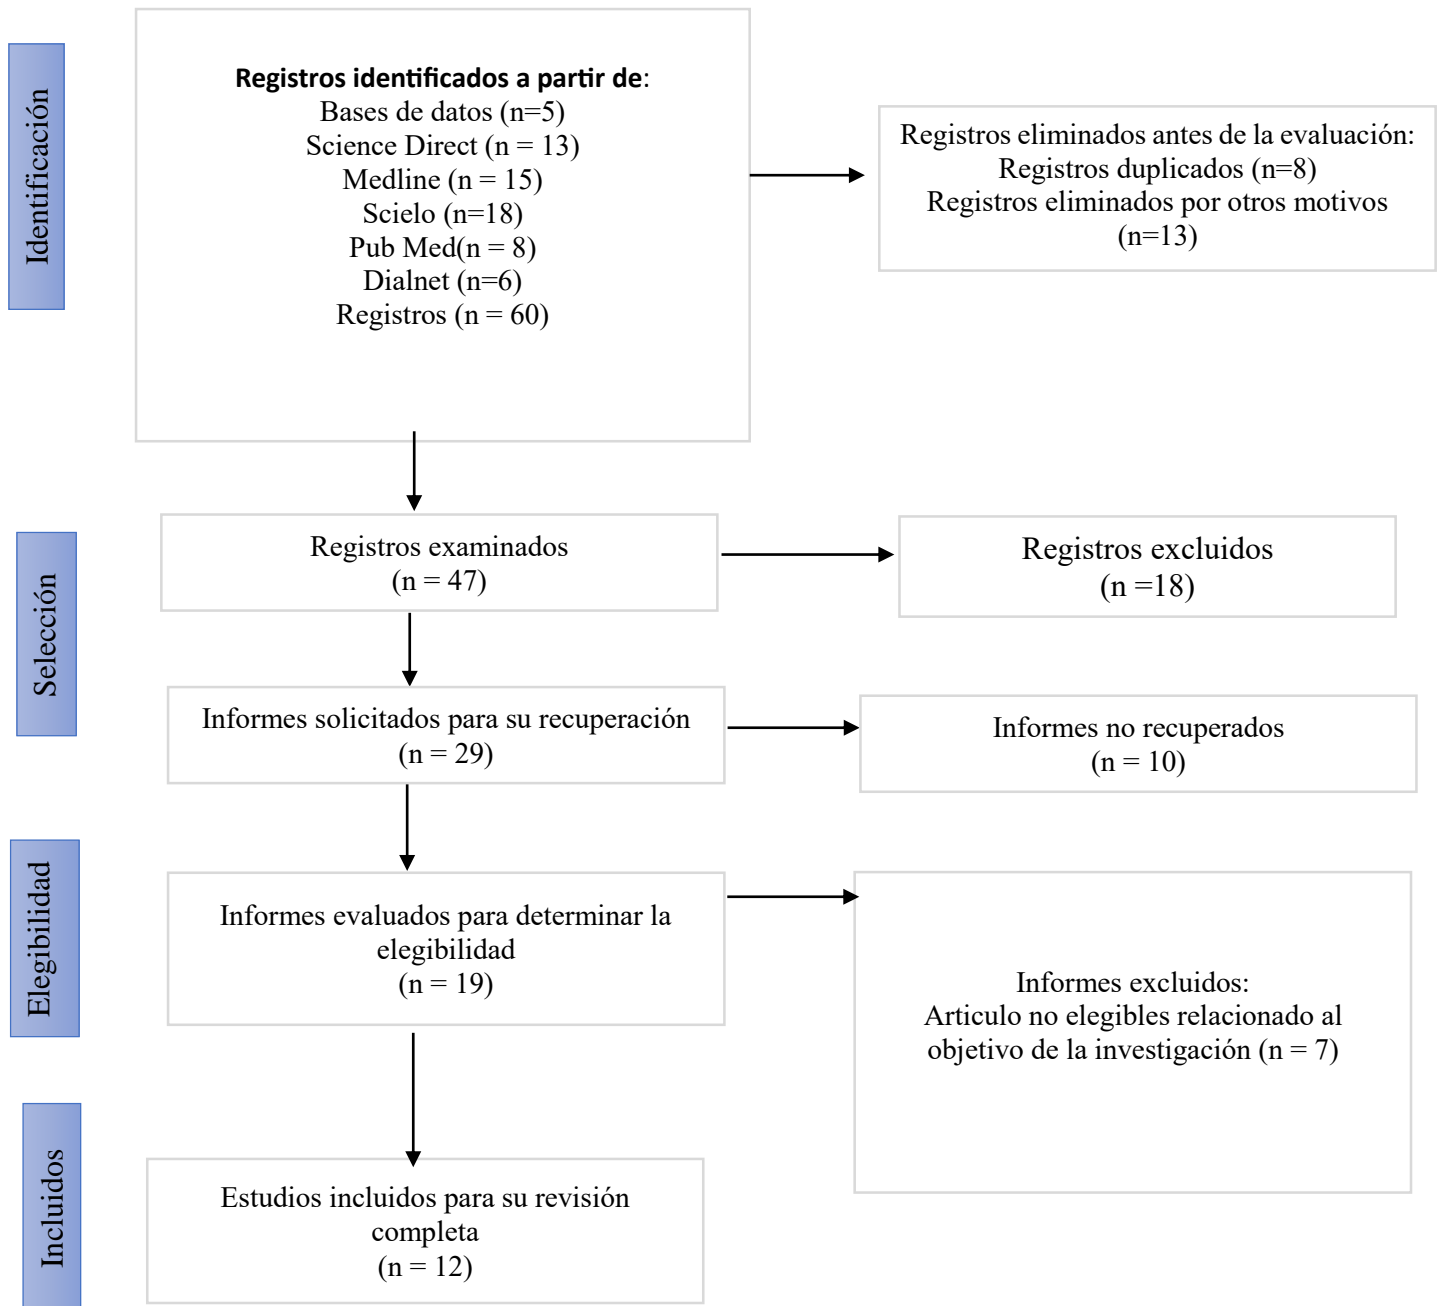 Identificación
Registros identificados a partir de:
Bases de datos (n=5)
Science Direct (n = 13)
Medline (n = 15)
Scielo (n=18)
Pub Med(n = 8)
Dialnet (n=6)
Registros (n = 60)
Registros eliminados antes de la evaluación:
Registros duplicados (n=8)
Registros eliminados por otros motivos
(n=13)
Selección
Registros examinados
(n = 47)
Registros excluidos
(n =18)
Informes solicitados para su recuperación
(n = 29)
Informes no recuperados
(n = 10)
Elegibilidad
Informes evaluados para determinar la
elegibilidad
(n = 19)
Informes excluidos:
Articulo no elegibles relacionado al
objetivo de la investigación (n = 7)
Incluidos
Estudios incluidos para su revisión
completa
(n = 12)